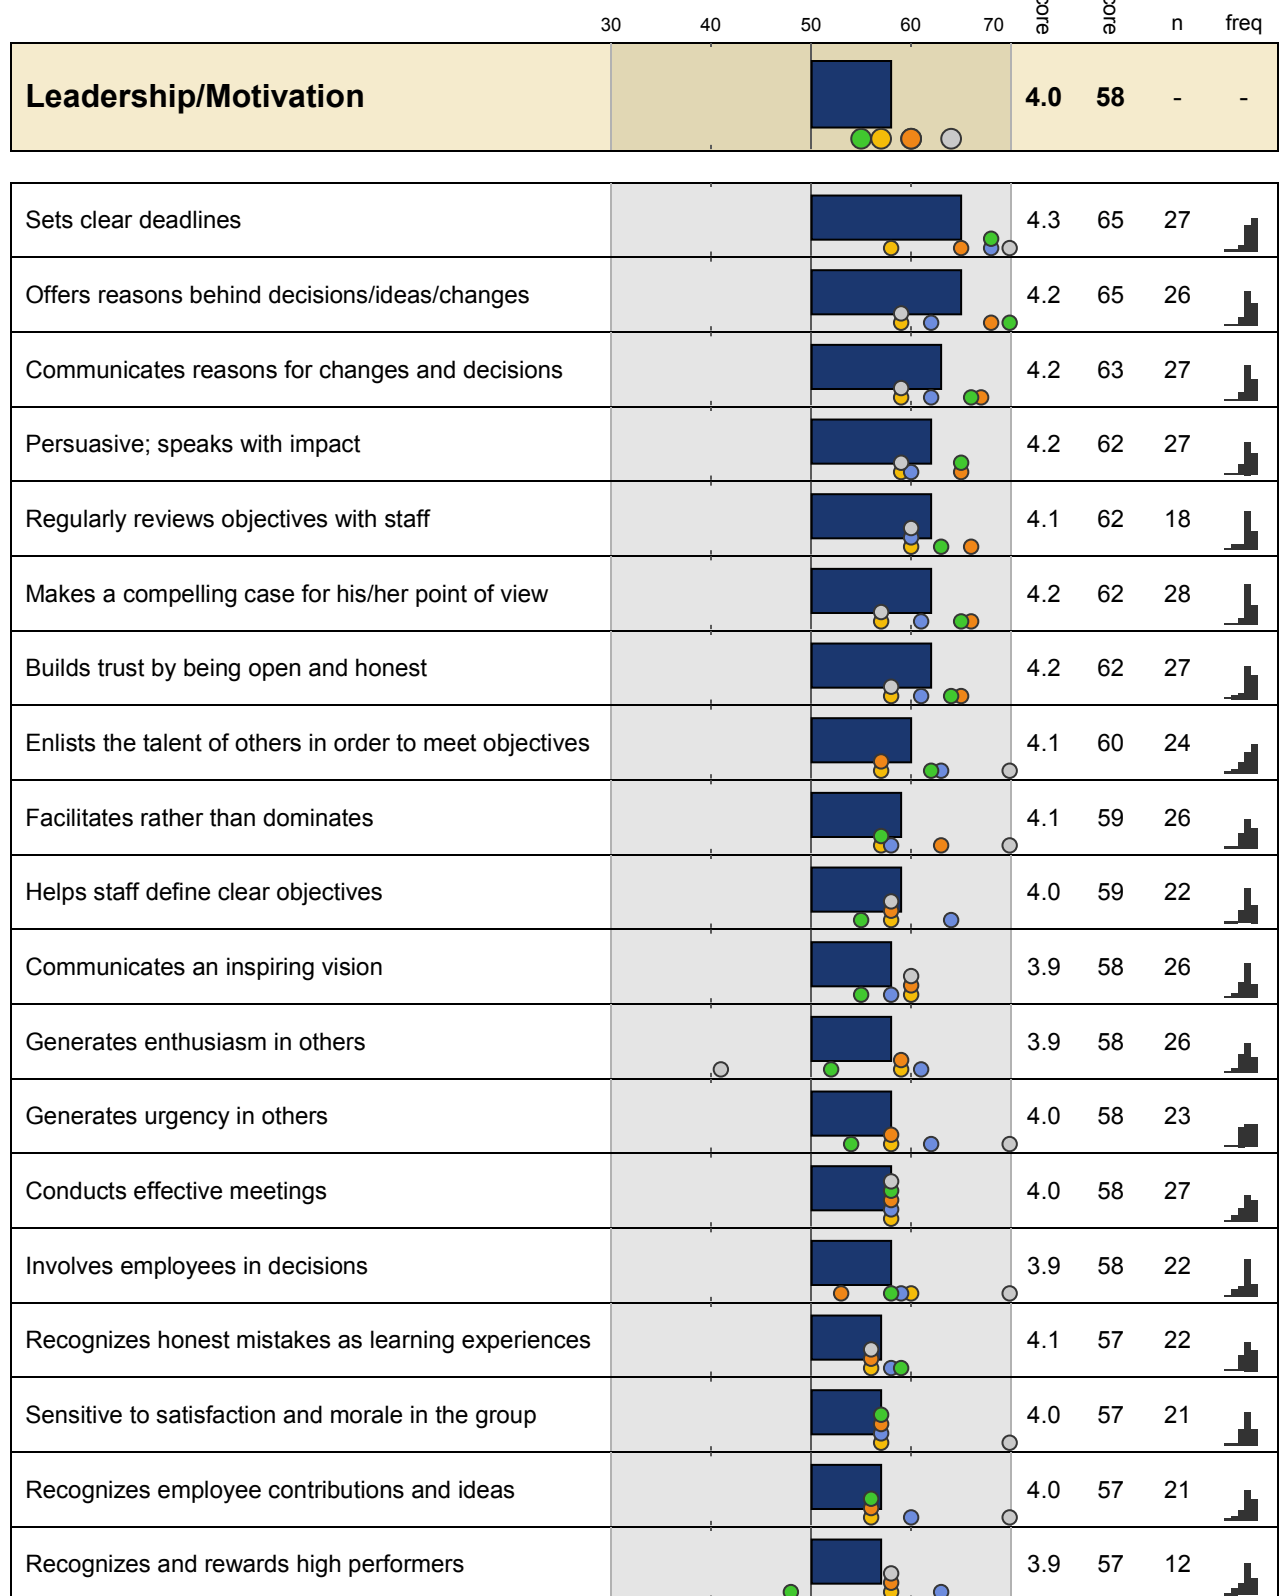 30 40 50 60 70 core core n freq
Leadership/Motivation 4.0 58 - -
Sets clear deadlines 4.3 65 27
Offers reasons behind decisions/ideas/changes 4.2 65 26
Communicates reasons for changes and decisions 4.2 63 27
Persuasive; speaks with impact 4.2 62 27
Regularly reviews objectives with staff 4.1 62 18
Makes a compelling case for his/her point of view 4.2 62 28
Builds trust by being open and honest 4.2 62 27
Enlists the talent of others in order to meet objectives 4.1 60 24
Facilitates rather than dominates 4.1 59 26
Helps staff define clear objectives 4.0 59 22
Communicates an inspiring vision 3.9 58 26
Generates enthusiasm in others 3.9 58 26
Generates urgency in others 4.0 58 23
Conducts effective meetings 4.0 58 27
Involves employees in decisions 3.9 58 22
Recognizes honest mistakes as learning experiences 4.1 57 22
Sensitive to satisfaction and morale in the group 4.0 57 21
Recognizes employee contributions and ideas 4.0 57 21
Recognizes and rewards high performers 3.9 57 12